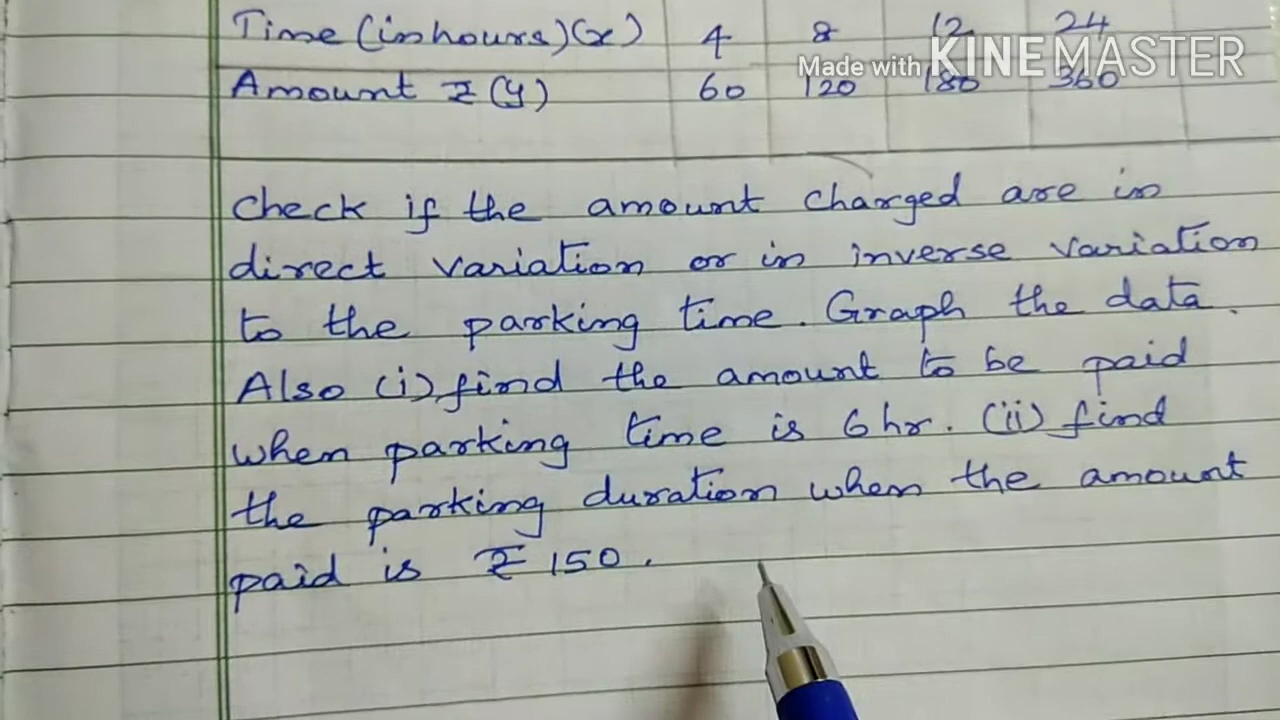 Time (in hours) (x) 4 8 12 24
Made with KINEMASTER
Amount ₹ (y) 60 120 180 360
check if the amount charged are in
direct variation or in inverse variation
to the parking time. Graph the data.
Also (i) find the amount to be paid
when parking time is 6 hr. (ii) find
the parking duration when the amount
paid is ₹ 150.